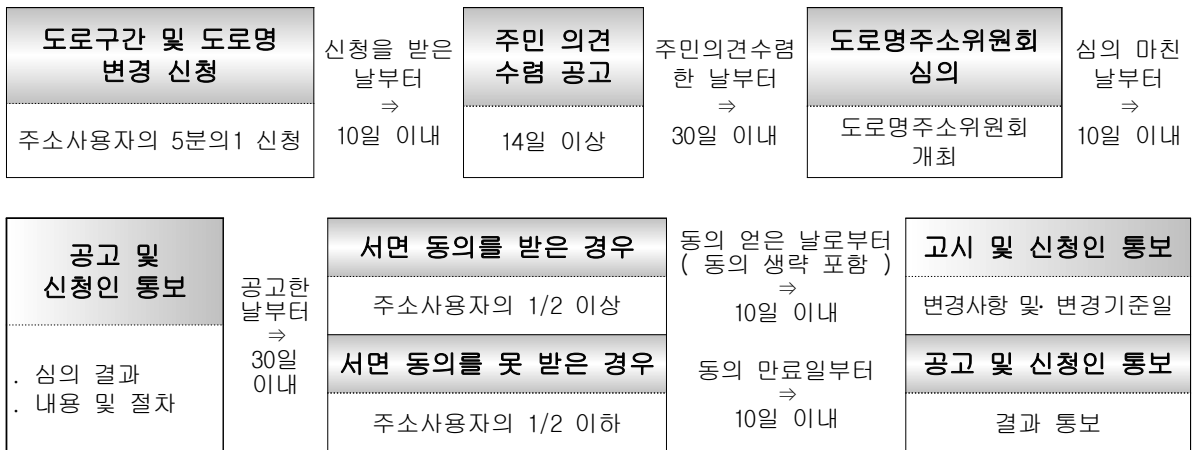 도로구간 및 도로명
변경 신청
주소사용자의 5분의1 신청
신청을 받은
날부터
⇒
10일 이내
주민 의견
수렴 공고
14일 이상
주민의견수렴
한 날부터
⇒
30일 이내
도로명주소위원회
심의
도로명주소위원회
개최
심의 마친
날부터
⇒
10일 이내
공고 및
신청인 통보
. 심의 결과
. 내용 및 절차
공고한
날부터
⇒
30일
이내
서면 동의를 받은 경우
주소사용자의 1/2 이상
서면 동의를 못 받은 경우
주소사용자의 1/2 이하
동의 얻은 날로부터
( 동의 생략 포함 )
⇒
10일 이내
동의 만료일부터
⇒
10일 이내
고시 및 신청인 통보
변경사항 및· 변경기준일
공고 및 신청인 통보
결과 통보